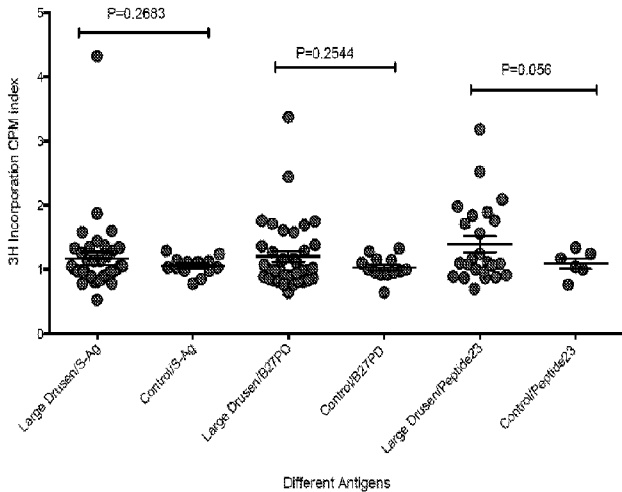 P=0.2683
P=0.2544
P=0.056
3H Incorporation CPM index
5
4
3
2
1
0
Large Drusen/S-Ag
Control/S-Ag
Large Drusen/B27PD
Control/B27PD
Large Drusen/Peptide23
Control/Peptide23
Different Antigens